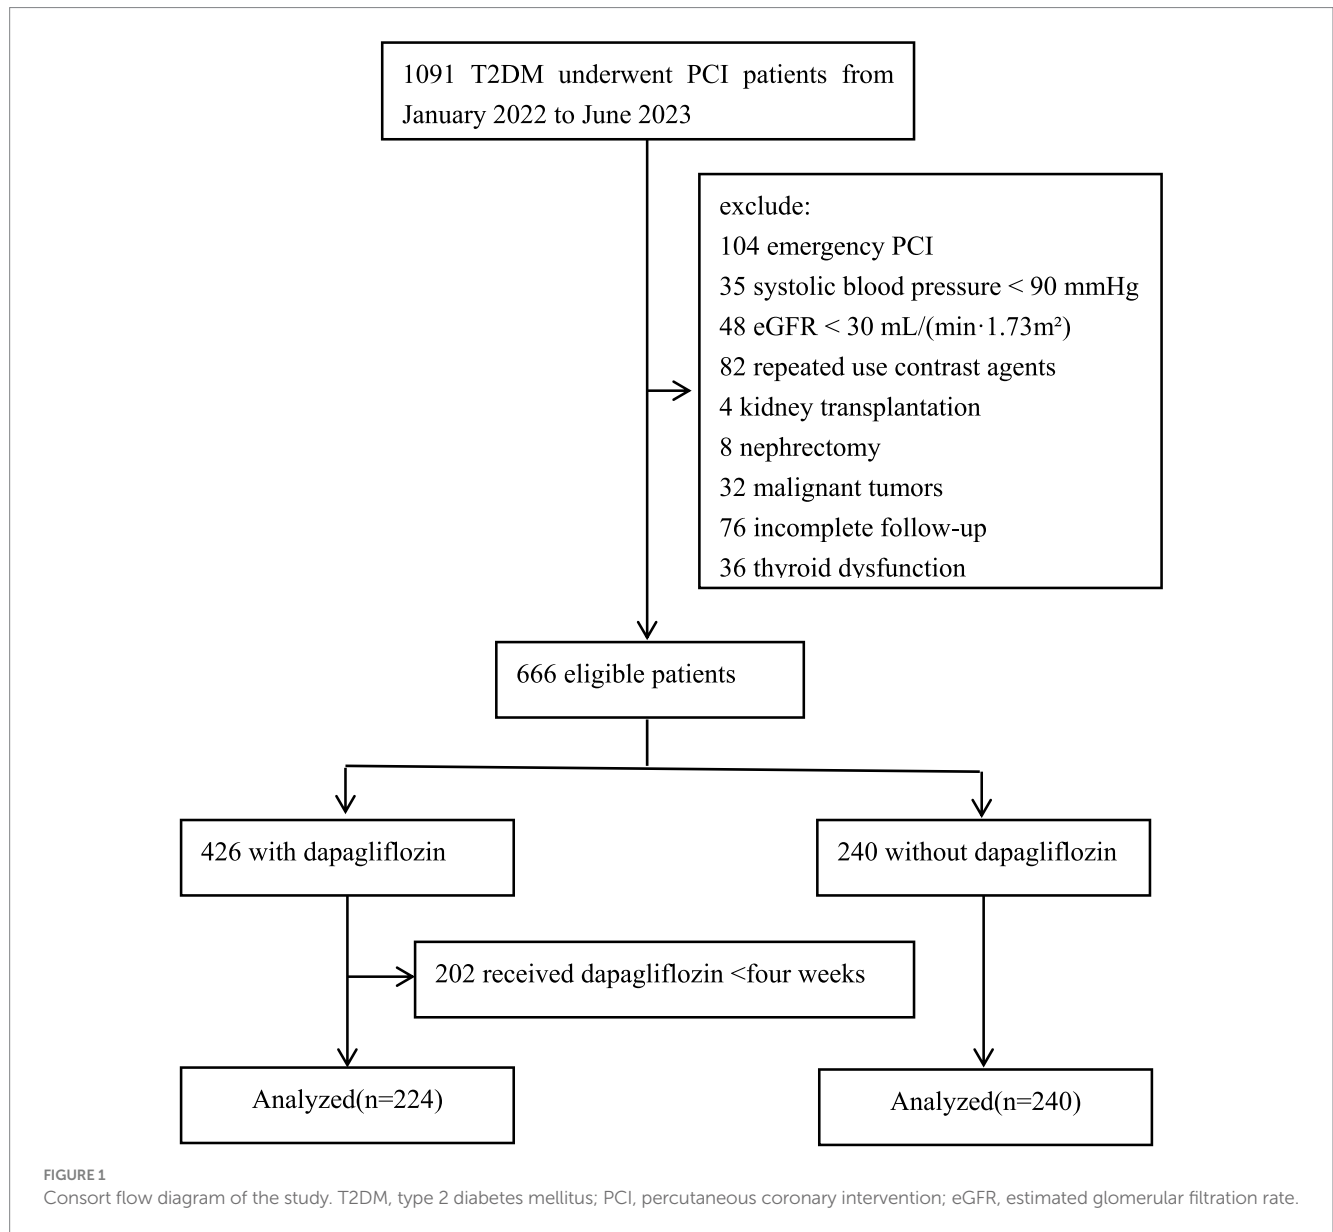 1091 T2DM underwent PCI patients from
January 2022 to June 2023
exclude:
104 emergency PCI
35 systolic blood pressure < 90 mmHg
48 eGFR < 30 mL/(min·1.73m²)
82 repeated use contrast agents
4 kidney transplantation
8 nephrectomy
32 malignant tumors
76 incomplete follow-up
36 thyroid dysfunction
666 eligible patients
426 with dapagliflozin
240 without dapagliflozin
202 received dapagliflozin <four weeks
Analyzed(n=224)
Analyzed(n=240)
FIGURE 1
Consort flow diagram of the study. T2DM, type 2 diabetes mellitus; PCI, percutaneous coronary intervention; eGFR, estimated glomerular filtration rate.